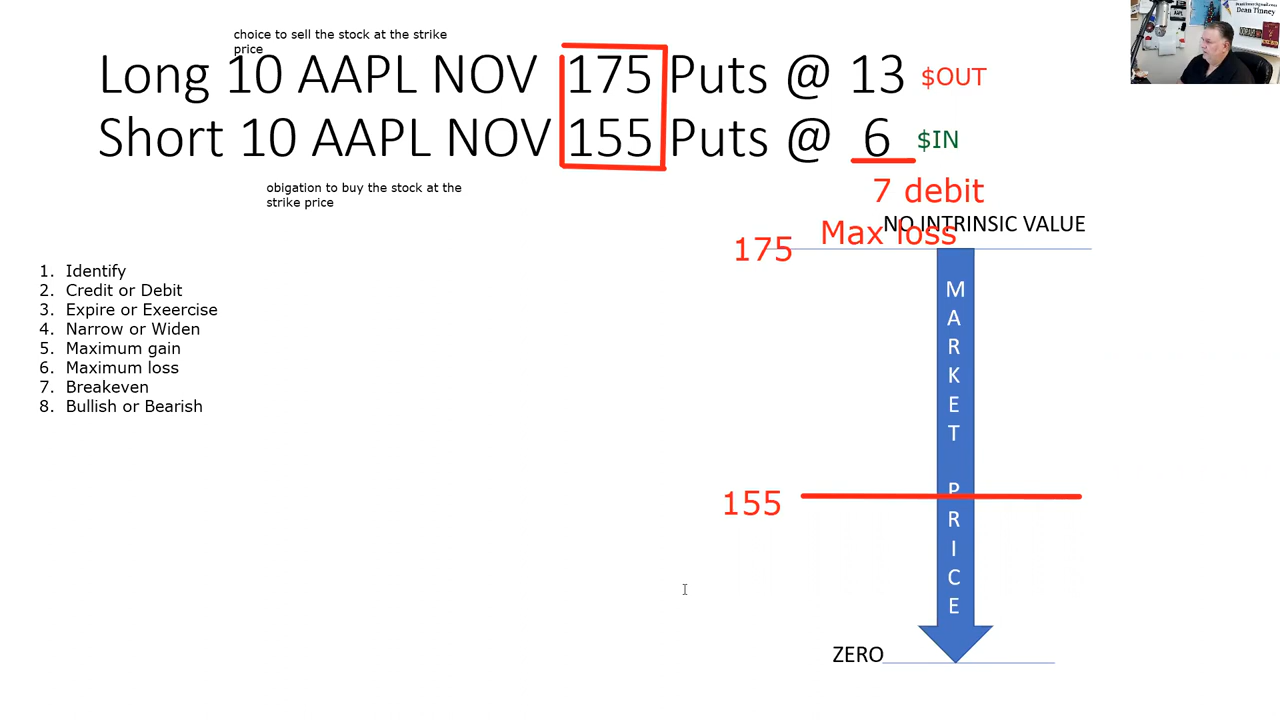 choice to sell the stock at the strike
price
Long 10 AAPL NOV 175 Puts @ 13 $OUT
Short 10 AAPL NOV 155 Puts @ 6 $IN
obigation to buy the stock at the
strike price
7 debit
Max loss
NO INTRINSIC VALUE
175
1. Identify
2. Credit or Debit
3. Expire or Exeercise
4. Narrow or Widen
5. Maximum gain
6. Maximum loss
7. Breakeven
8. Bullish or Bearish
MARKET PRICE
155
ZERO
Dean Tinney